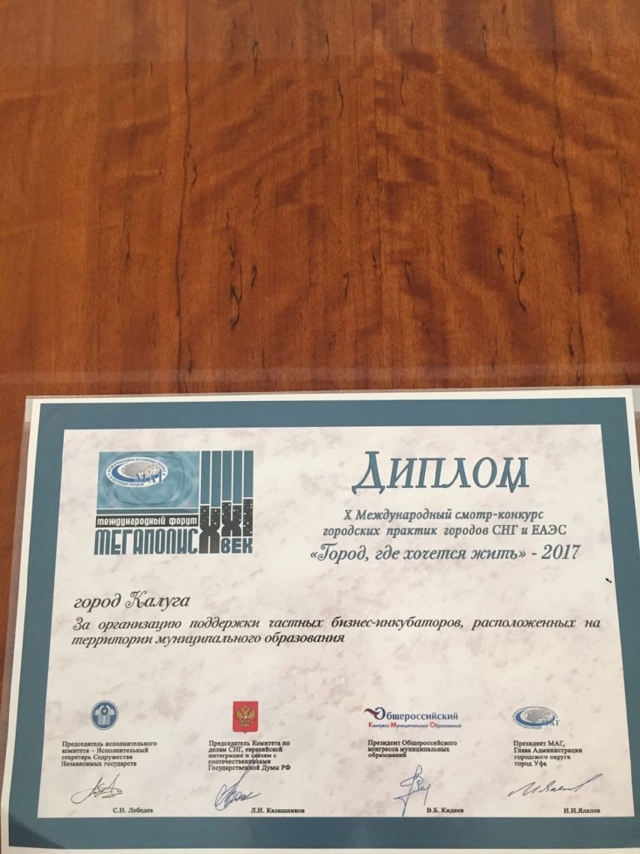 МАГ
международный форум
МЕГАПОЛИС
XXI
ВЕК
ДИПЛОМ
X Международный смотр-конкурс
городских практик городов СНГ и ЕАЭС
«Город, где хочется жить» - 2017
город Калуга
За организацию поддержки частных бизнес-инкубаторов, расположенных на
территории муниципального образования
Председатель исполнительного
комитета – Исполнительный
секретарь Содружества
Независимых государств
С.Н. Лебедев
Председатель Комитета по
делам СНГ, евразийской
интеграции и связям с
соотечественниками
Государственной Думы РФ
Л.И. Калашников
Общероссийский
Конгресс Муниципальных Образований
Президент Общероссийского
конгресса муниципальных
образований
В.Б. Кидяев
МАГ
Президент МАГ,
Глава Администрации
городского округа
город Уфа
И.И.Ялалов